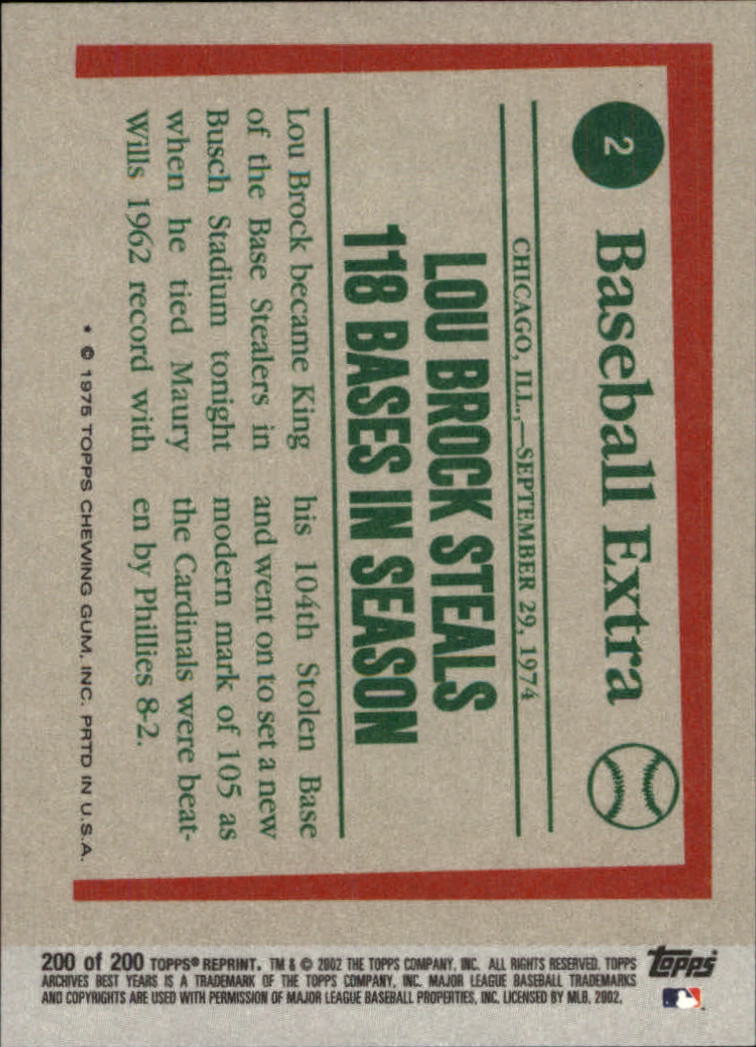 2
Baseball Extra
CHICAGO, ILL.,—SEPTEMBER 29, 1974
LOU BROCK STEALS
118 BASES IN SEASON
Lou Brock became King
of the Base Stealers in
Busch Stadium tonight
when he tied Maury
Wills 1962 record with
his 104th Stolen Base
and went on to set a new
modern mark of 105 as
the Cardinals were beat-
en by Phillies 8-2.
* © 1975 TOPPS CHEWING GUM, INC. PRTD IN U.S.A.
200 of 200 TOPPS® REPRINT. TM & © 2002 THE TOPPS COMPANY, INC. ALL RIGHTS RESERVED. TOPPS
ARCHIVES BEST YEARS IS A TRADEMARK OF THE TOPPS COMPANY, INC. MAJOR LEAGUE BASEBALL TRADEMARKS
AND COPYRIGHTS ARE USED WITH PERMISSION OF MAJOR LEAGUE BASEBALL PROPERTIES, INC. LICENSED BY MLB, 2002.
topps